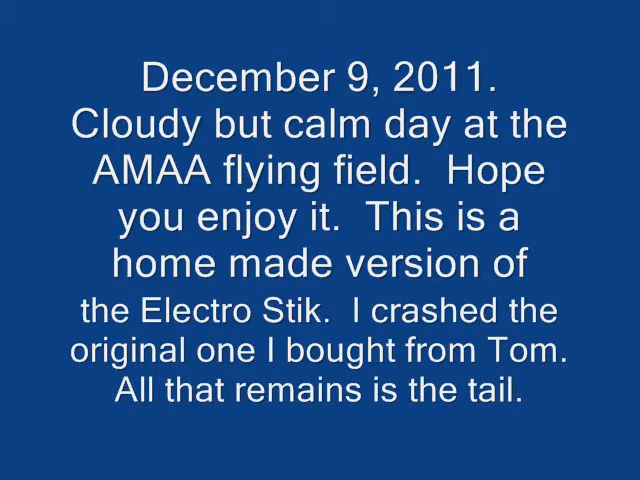 December 9, 2011.
Cloudy but calm day at the
AMAA flying field.  Hope
you enjoy it.  This is a
home made version of
the Electro Stik.  I crashed the
original one I bought from Tom.
All that remains is the tail.